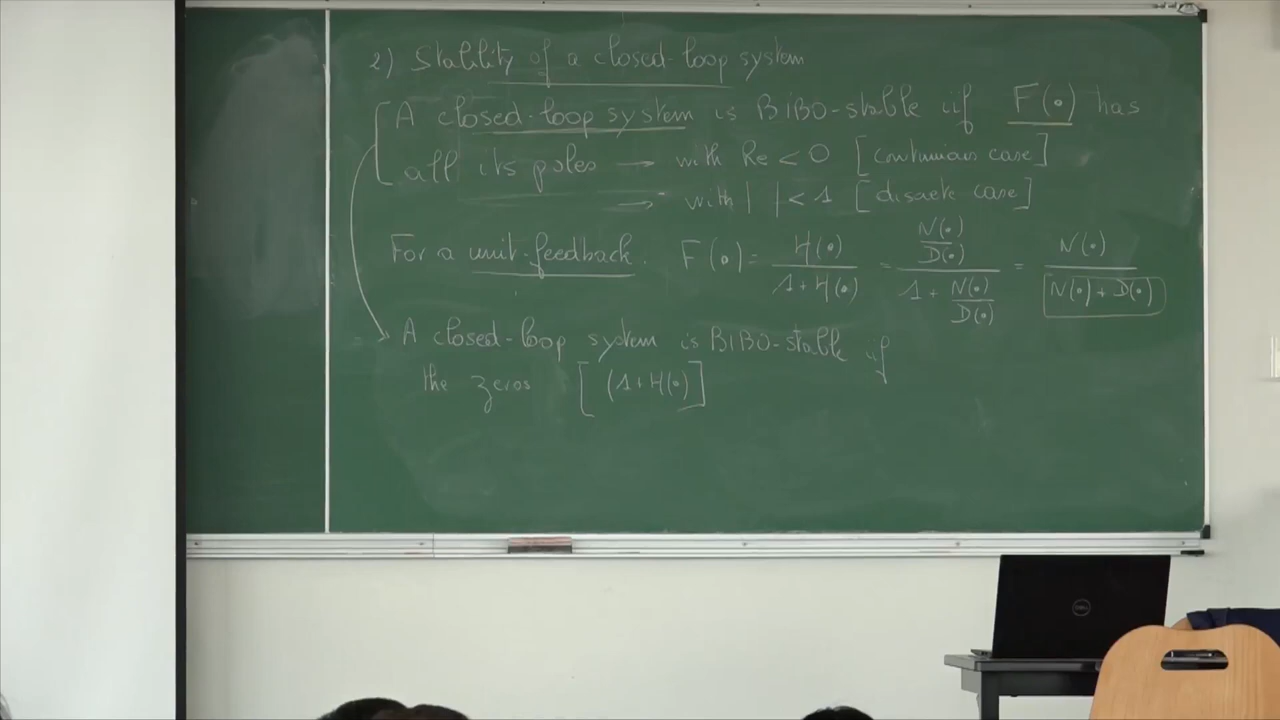 2) Stability of a closed-loop system
A closed-loop system is BIBO-stable iif F(•) has
all its poles → with Re < 0 [continuous case]
→ with | | < 1 [discrete case]
For a unit-feedback. F(•) = H(•) / 1 + H(•) = N(•)/D(•) / 1 + N(•)/D(•) = N(•) / N(•) + D(•)
A closed-loop system is BIBO-stable if
the zeros [(1+H(•)]
DELL